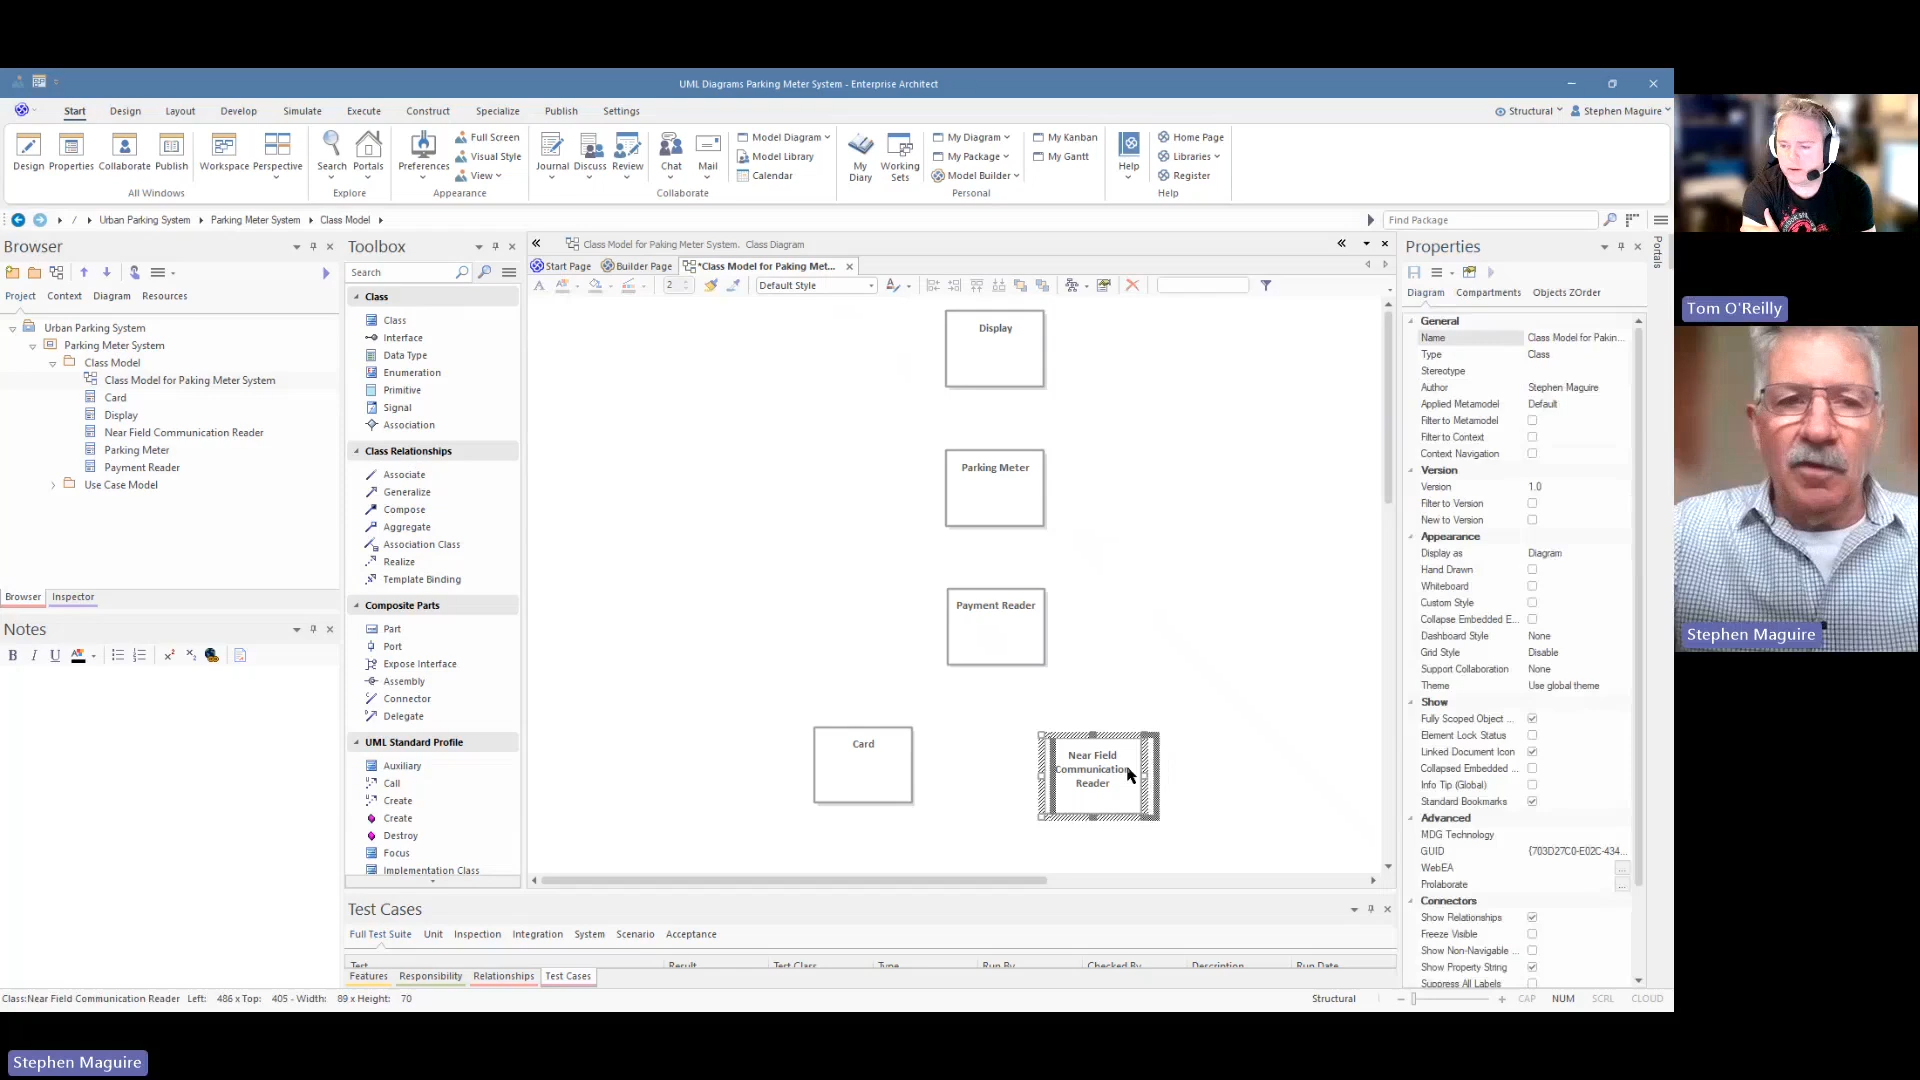 UML Diagrams Parking Meter System - Enterprise Architect
Start Design Layout Develop Simulate Execute Construct Specialize Publish Settings
Structural Stephen Maguire
Design Properties Collaborate Publish Workspace Perspective
All Windows
Search Portals
Explore
Preferences Full Screen Visual Style View
Appearance
Journal Discuss Review Chat Mail Model Diagram Model Library Calendar
Collaborate
My Diary Working Sets My Diagram My Package Model Builder My Kanban My Gantt
Personal
Help Home Page Libraries Register
Help
/ Urban Parking System Parking Meter System Class Model
Find Package
Browser
Project Context Diagram Resources
Urban Parking System
Parking Meter System
Class Model
Class Model for Paking Meter System
Card
Display
Near Field Communication Reader
Parking Meter
Payment Reader
Use Case Model
Browser Inspector
Notes
B I U A
Toolbox
Search
Class
Class
Interface
Data Type
Enumeration
Primitive
Signal
Association
Class Relationships
Associate
Generalize
Compose
Aggregate
Association Class
Realize
Template Binding
Composite Parts
Part
Port
Expose Interface
Assembly
Connector
Delegate
UML Standard Profile
Auxiliary
Call
Create
Create
Destroy
Focus
Implementation Class
Class Model for Paking Meter System. Class Diagram
Start Page Builder Page *Class Model for Paking Met...
2 Default Style
Display
Parking Meter
Payment Reader
Card
Near Field
Communication
Reader
Test Cases
Full Test Suite Unit Inspection Integration System Scenario Acceptance
Test Result Test Class Type Run By Checked By Description Run Date
Features Responsibility Relationships Test Cases
Properties
Diagram Compartments Objects ZOrder
General
Name Class Model for Pakin...
Type Class
Stereotype
Author Stephen Maguire
Applied Metamodel Default
Filter to Metamodel
Filter to Context
Context Navigation
Version
Version 1.0
Filter to Version
New to Version
Appearance
Display as Diagram
Hand Drawn
Whiteboard
Custom Style
Collapse Embedded E...
Dashboard Style None
Grid Style Disable
Support Collaboration None
Theme Use global theme
Show
Fully Scoped Object ...
Element Lock Status
Linked Document Icon
Collapsed Embedded ...
Info Tip (Global)
Standard Bookmarks
Advanced
MDG Technology
GUID {703D27C0-E02C-434...
WebEA ...
Prolaborate ...
Connectors
Show Relationships
Freeze Visible
Show Non-Navigable ...
Show Property String
Suppress All Labels
Portals
Class:Near Field Communication Reader Left: 486 x Top: 405 - Width: 89 x Height: 70
Structural CAP NUM SCRL CLOUD
Tom O'Reilly
Stephen Maguire
Stephen Maguire